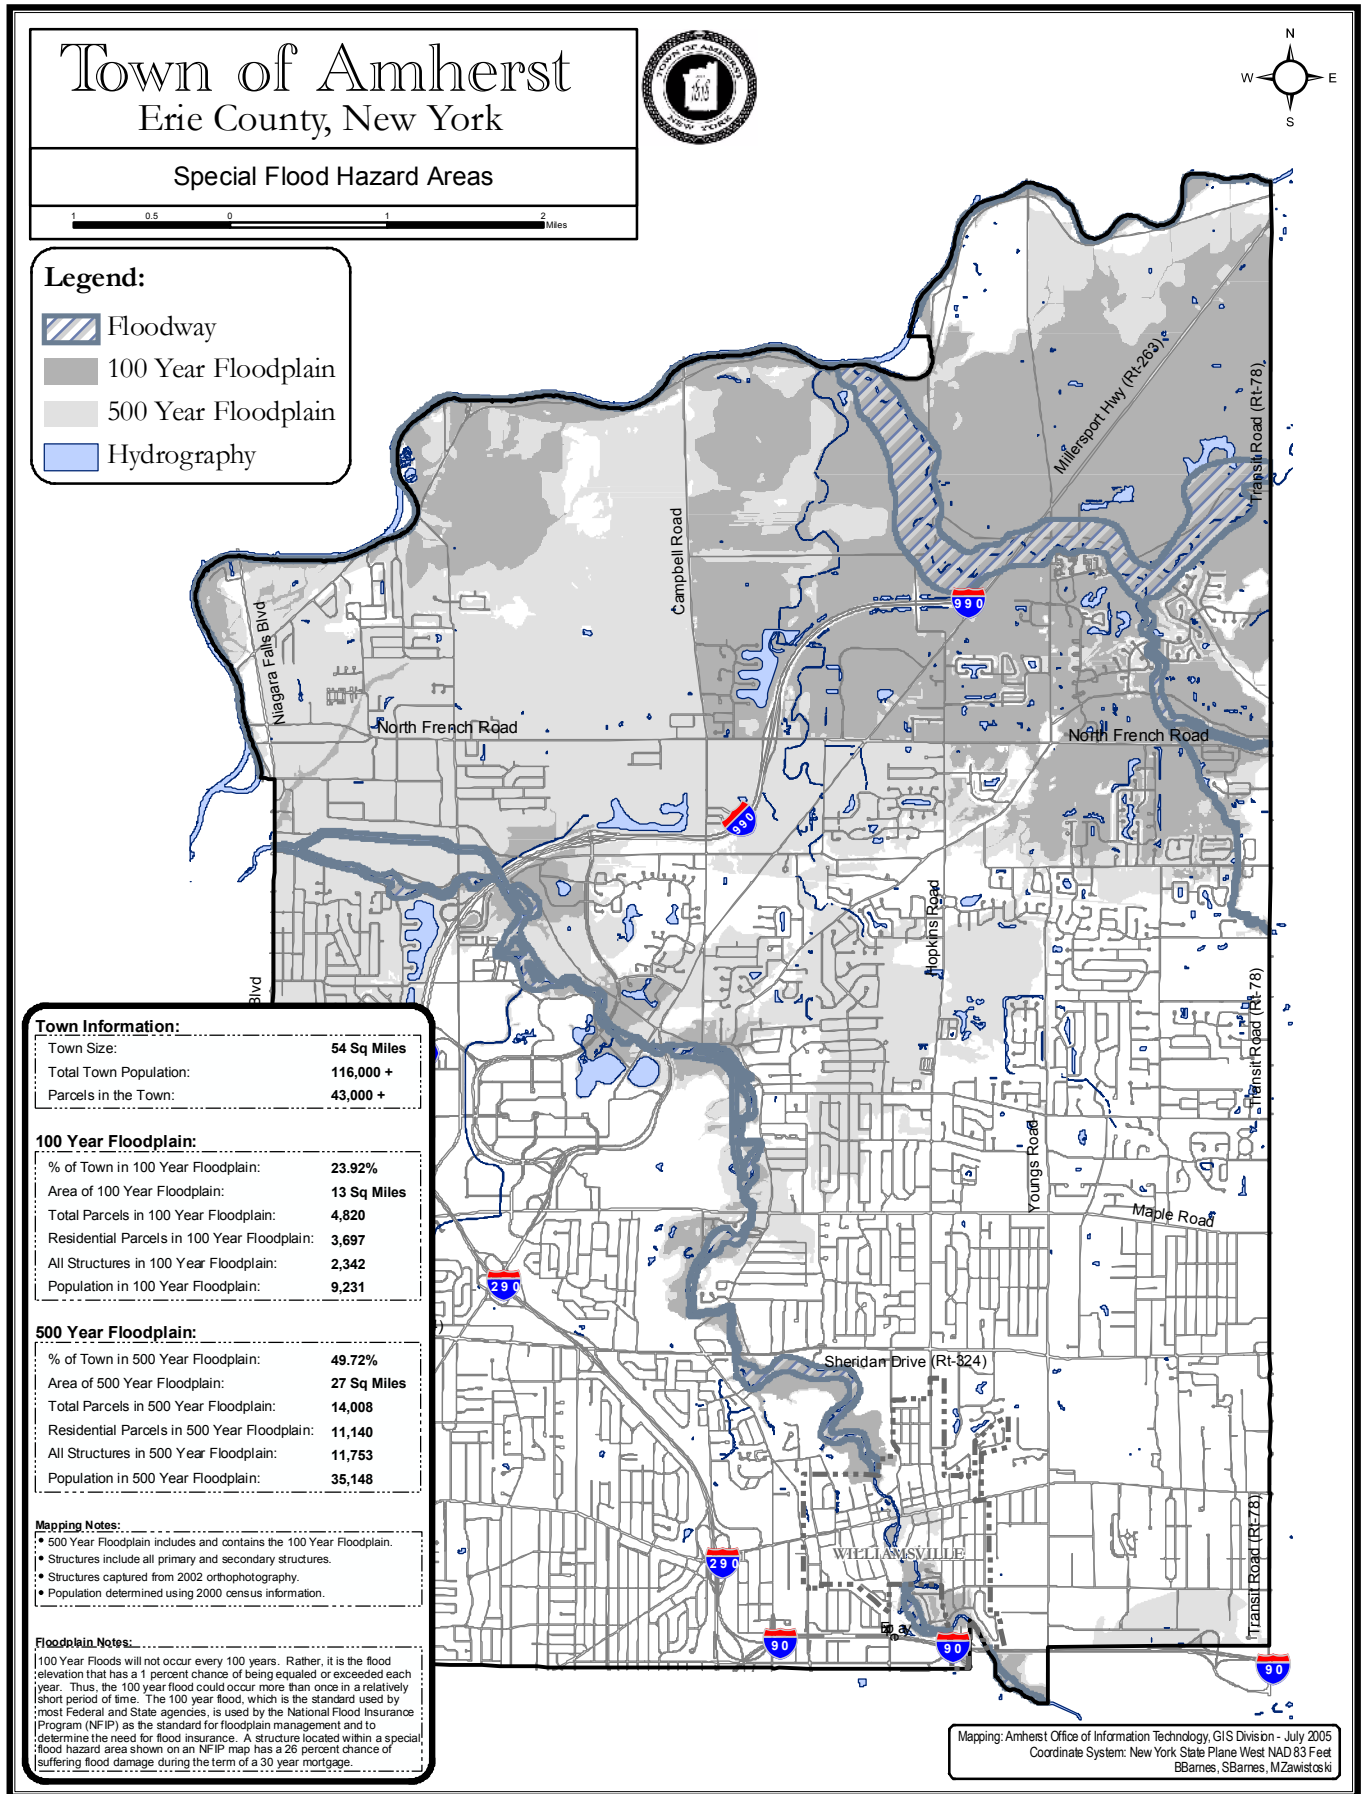 Town of Amherst
Erie County, New York
Special Flood Hazard Areas
1 0.5 0 1 2
Miles
TOWN OF AMHERST
1818
NEW YORK
N
W E
S
Legend:
Floodway
100 Year Floodplain
500 Year Floodplain
Hydrography
Millersport Hwy (Rt-263)
Transit Road (Rt-78)
Campbell Road
990
Niagara Falls Blvd
North French Road
North French Road
990
Hopkins Road
Blvd
Transit Road (Rt-78)
Youngs Road
Maple Road
290
Sheridan Drive (Rt-324)
WILLIAMSVILLE
290
Transit Road (Rt-78)
90
90
90
Town Information:
Town Size: 54 Sq Miles
Total Town Population: 116,000 +
Parcels in the Town: 43,000 +
100 Year Floodplain:
% of Town in 100 Year Floodplain: 23.92%
Area of 100 Year Floodplain: 13 Sq Miles
Total Parcels in 100 Year Floodplain: 4,820
Residential Parcels in 100 Year Floodplain: 3,697
All Structures in 100 Year Floodplain: 2,342
Population in 100 Year Floodplain: 9,231
500 Year Floodplain:
% of Town in 500 Year Floodplain: 49.72%
Area of 500 Year Floodplain: 27 Sq Miles
Total Parcels in 500 Year Floodplain: 14,008
Residential Parcels in 500 Year Floodplain: 11,140
All Structures in 500 Year Floodplain: 11,753
Population in 500 Year Floodplain: 35,148
Mapping Notes:
• 500 Year Floodplain includes and contains the 100 Year Floodplain.
• Structures include all primary and secondary structures.
• Structures captured from 2002 orthophotography.
• Population determined using 2000 census information.
Floodplain Notes:
100 Year Floods will not occur every 100 years. Rather, it is the flood
elevation that has a 1 percent chance of being equaled or exceeded each
year. Thus, the 100 year flood could occur more than once in a relatively
short period of time. The 100 year flood, which is the standard used by
most Federal and State agencies, is used by the National Flood Insurance
Program (NFIP) as the standard for floodplain management and to
determine the need for flood insurance. A structure located within a special
flood hazard area shown on an NFIP map has a 26 percent chance of
suffering flood damage during the term of a 30 year mortgage.
Mapping: Amherst Office of Information Technology, GIS Division - July 2005
Coordinate System: New York State Plane West NAD 83 Feet
BBarnes, SBarnes, MZawistoski